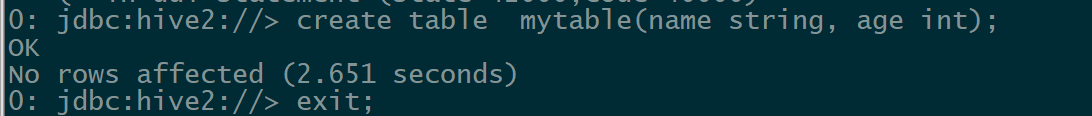 0: jdbc:hive2://> create table  mytable(name string, age int);
OK
No rows affected (2.651 seconds)
0: jdbc:hive2://> exit;